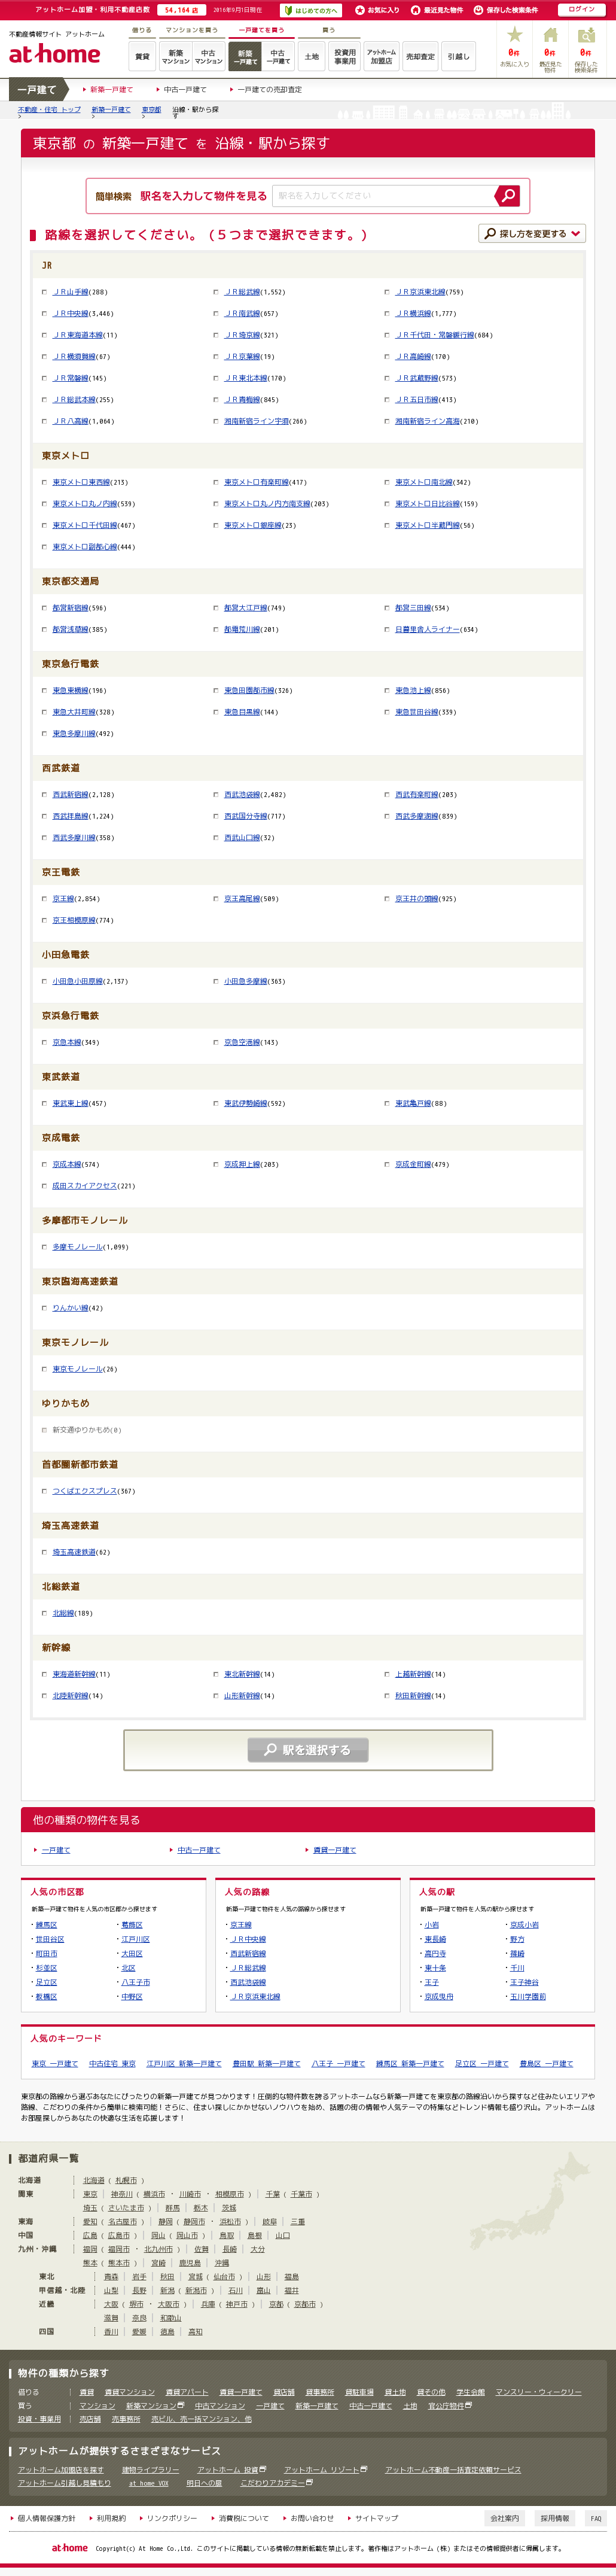 アットホーム加盟・利用不動産店数 54,164 店 2016年9月7日現在 はじめての方へ お気に入り 最近見た物件 保存した検索条件 ログイン
不動産情報サイト アットホーム
at home
借りる マンションを買う 一戸建てを買う 買う
賃貸 新築マンション 中古マンション 新築一戸建て 中古一戸建て 土地 投資用事業用 アットホーム加盟店 売却査定 引越し
0件 お気に入り 0件 最近見た物件 0件 保存した検索条件
一戸建て 新築一戸建て 中古一戸建て 一戸建ての売却査定
不動産・住宅 トップ > 新築一戸建て > 東京都 > 沿線・駅から探す
東京都 の 新築一戸建て を 沿線・駅から探す
簡単検索 駅名を入力して物件を見る 駅名を入力してください
路線を選択してください。（５つまで選択できます。） 探し方を変更する
JR
ＪＲ山手線(288) ＪＲ総武線(1,552) ＪＲ京浜東北線(759)
ＪＲ中央線(3,446) ＪＲ南武線(657) ＪＲ横浜線(1,777)
ＪＲ東海道本線(11) ＪＲ埼京線(321) ＪＲ千代田・常磐緩行線(684)
ＪＲ横須賀線(67) ＪＲ京葉線(19) ＪＲ高崎線(170)
ＪＲ常磐線(145) ＪＲ東北本線(170) ＪＲ武蔵野線(573)
ＪＲ総武本線(255) ＪＲ青梅線(845) ＪＲ五日市線(413)
ＪＲ八高線(1,064) 湘南新宿ライン宇須(266) 湘南新宿ライン高海(210)
東京メトロ
東京メトロ東西線(213) 東京メトロ有楽町線(417) 東京メトロ南北線(342)
東京メトロ丸ノ内線(539) 東京メトロ丸ノ内方南支線(203) 東京メトロ日比谷線(159)
東京メトロ千代田線(467) 東京メトロ銀座線(23) 東京メトロ半蔵門線(56)
東京メトロ副都心線(444)
東京都交通局
都営新宿線(596) 都営大江戸線(749) 都営三田線(534)
都営浅草線(385) 都電荒川線(201) 日暮里舎人ライナー(634)
東京急行電鉄
東急東横線(196) 東急田園都市線(326) 東急池上線(856)
東急大井町線(328) 東急目黒線(144) 東急世田谷線(339)
東急多摩川線(492)
西武鉄道
西武新宿線(2,128) 西武池袋線(2,482) 西武有楽町線(203)
西武拝島線(1,224) 西武国分寺線(717) 西武多摩湖線(839)
西武多摩川線(358) 西武山口線(32)
京王電鉄
京王線(2,854) 京王高尾線(509) 京王井の頭線(925)
京王相模原線(774)
小田急電鉄
小田急小田原線(2,137) 小田急多摩線(363)
京浜急行電鉄
京急本線(349) 京急空港線(143)
東武鉄道
東武東上線(457) 東武伊勢崎線(592) 東武亀戸線(88)
京成電鉄
京成本線(574) 京成押上線(203) 京成金町線(479)
成田スカイアクセス(221)
多摩都市モノレール
多摩モノレール(1,099)
東京臨海高速鉄道
りんかい線(42)
東京モノレール
東京モノレール(26)
ゆりかもめ
新交通ゆりかもめ(0)
首都圏新都市鉄道
つくばエクスプレス(367)
埼玉高速鉄道
埼玉高速鉄道(62)
北総鉄道
北総線(189)
新幹線
東海道新幹線(11) 東北新幹線(14) 上越新幹線(14)
北陸新幹線(14) 山形新幹線(14) 秋田新幹線(14)
駅を選択する
他の種類の物件を見る
一戸建て 中古一戸建て 賃貸一戸建て
人気の市区郡 人気の路線 人気の駅
新築一戸建て物件を人気の市区郡から探せます 新築一戸建て物件を人気の路線から探せます 新築一戸建て物件を人気の駅から探せます
・練馬区 ・葛飾区 ・京王線 ・小岩 ・京成小岩
・世田谷区 ・江戸川区 ・ＪＲ中央線 ・東長崎 ・野方
・町田市 ・大田区 ・西武新宿線 ・高円寺 ・篠崎
・杉並区 ・北区 ・ＪＲ総武線 ・東十条 ・千川
・足立区 ・八王子市 ・西武池袋線 ・王子 ・王子神谷
・板橋区 ・中野区 ・ＪＲ京浜東北線 ・京成曳舟 ・玉川学園前
人気のキーワード
東京 一戸建て 中古住宅 東京 江戸川区 新築一戸建て 豊田駅 新築一戸建て 八王子 一戸建て 練馬区 新築一戸建て 足立区 一戸建て 豊島区 一戸建て
東京都の路線から選ぶあなたにぴったりの新築一戸建てが見つかります！圧倒的な物件数を誇るアットホームなら新築一戸建てを東京都の路線沿いから探すなど住みたいエリアや路線、こだわりの条件から簡単に検索可能！さらに、住まい探しにかかせないノウハウを始め、話題の街の情報や人気テーマの特集などトレンド情報も盛り沢山。アットホームはお部屋探しからあなたの快適な生活を応援します！
都道府県一覧
北海道 北海道 ( 札幌市 )
関東 東京 神奈川 ( 横浜市 ・ 川崎市 ・ 相模原市 ) 千葉 ( 千葉市 )
埼玉 ( さいたま市 ) 群馬 栃木 茨城
東海 愛知 ( 名古屋市 ) 静岡 ( 静岡市 ・ 浜松市 ) 岐阜 三重
中国 広島 ( 広島市 ) 岡山 ( 岡山市 ) 鳥取 島根 山口
九州・沖縄 福岡 ( 福岡市 ・ 北九州市 ) 佐賀 長崎 大分
熊本 ( 熊本市 ) 宮崎 鹿児島 沖縄
東北 青森 岩手 秋田 宮城 ( 仙台市 ) 山形 福島
甲信越・北陸 山梨 長野 新潟 ( 新潟市 ) 石川 富山 福井
近畿 大阪 ( 堺市 ・ 大阪市 ) 兵庫 ( 神戸市 ) 京都 ( 京都市 )
滋賀 奈良 和歌山
四国 香川 愛媛 徳島 高知
物件の種類から探す
借りる 賃貸 賃貸マンション 賃貸アパート 賃貸一戸建て 貸店舗 貸事務所 貸駐車場 貸土地 貸その他 学生会館 マンスリー・ウィークリー
買う マンション 新築マンション 中古マンション 一戸建て 新築一戸建て 中古一戸建て 土地 官公庁物件
投資・事業用 売店舗 売事務所 売ビル、売一括マンション、他
アットホームが提供するさまざまなサービス
アットホーム加盟店を探す 建物ライブラリー アットホーム 投資 アットホーム リゾート アットホーム不動産一括査定依頼サービス
アットホーム引越し見積もり at home VOX 明日への扉 こだわりアカデミー
個人情報保護方針 利用規約 リンクポリシー 消費税について お問い合わせ サイトマップ 会社案内 採用情報 FAQ
at home Copyright(c) At Home Co.,Ltd. このサイトに掲載している情報の無断転載を禁止します。著作権はアットホーム（株）またはその情報提供者に帰属します。